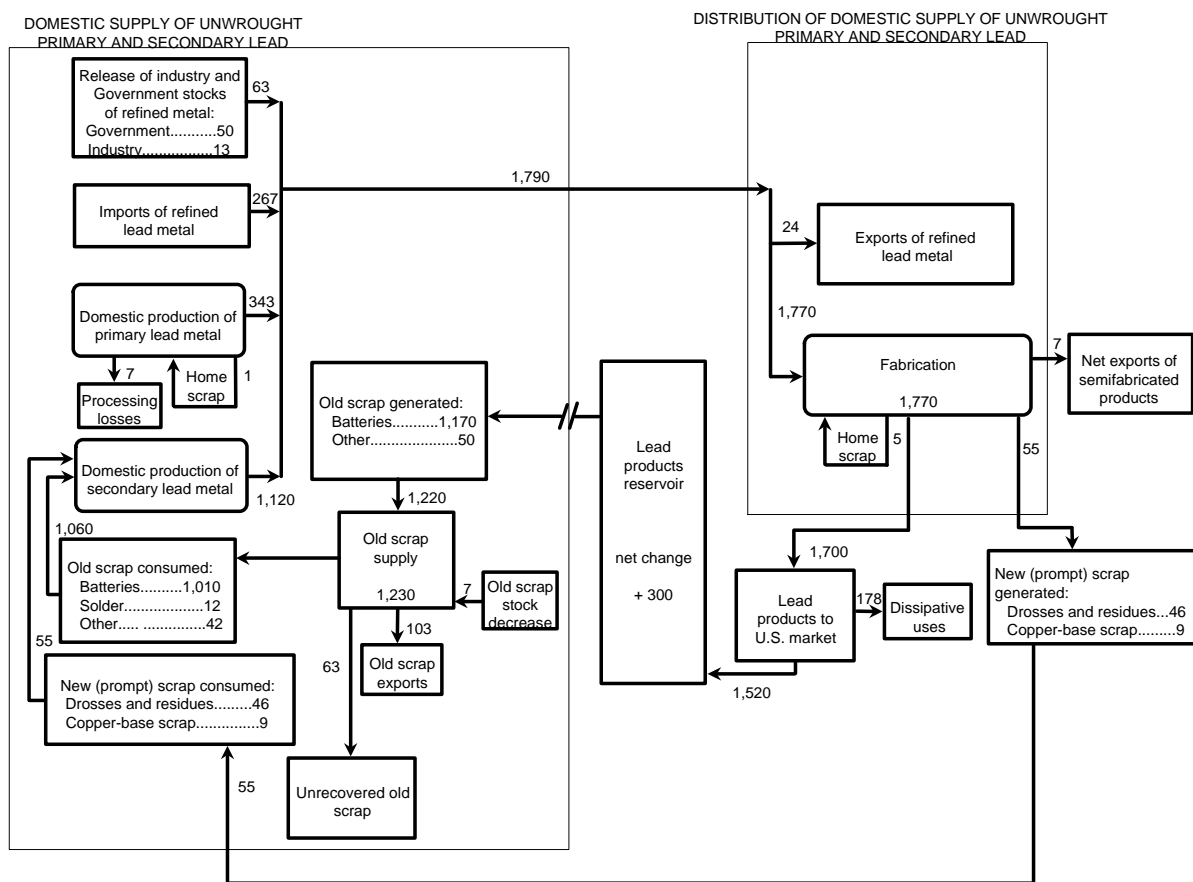 DOMESTIC SUPPLY OF UNWROUGHT
PRIMARY AND SECONDARY LEAD
DISTRIBUTION OF DOMESTIC SUPPLY OF UNWROUGHT
PRIMARY AND SECONDARY LEAD
Release of industry and
Government stocks
of refined metal:
Government...........50
Industry.................13
63
Imports of refined
lead metal
267
1,790
24
Exports of refined
lead metal
Domestic production of
primary lead metal
343
7
Home
scrap
1
Processing
losses
1,770
Fabrication
1,770
7
Net exports of
semifabricated
products
Home
scrap
5
55
Old scrap generated:
Batteries...........1,170
Other......................50
Lead
products
reservoir
net change
+ 300
Domestic production of
secondary lead metal
1,120
1,220
1,060
Old scrap consumed:
Batteries.........1,010
Solder....................12
Other..... ................42
Old scrap
supply
1,230
7
Old scrap
stock
decrease
1,700
Lead
products to
U.S. market
178
Dissipative
uses
New (prompt) scrap
generated:
Drosses and residues...46
Copper-base scrap.........9
55
63
103
Old scrap
exports
1,520
New (prompt) scrap consumed:
Drosses and residues.........46
Copper-base scrap...............9
55
Unrecovered old
scrap